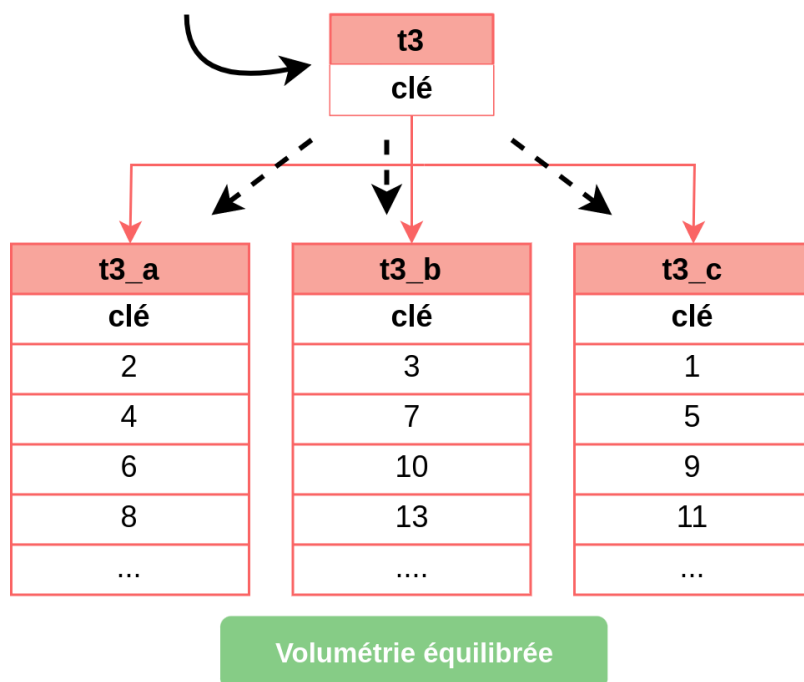 t3
clé
t3_a t3_b t3_c
clé clé clé
2 3 1
4 7 5
6 10 9
8 13 11
... .... ...
Volumétrie équilibrée